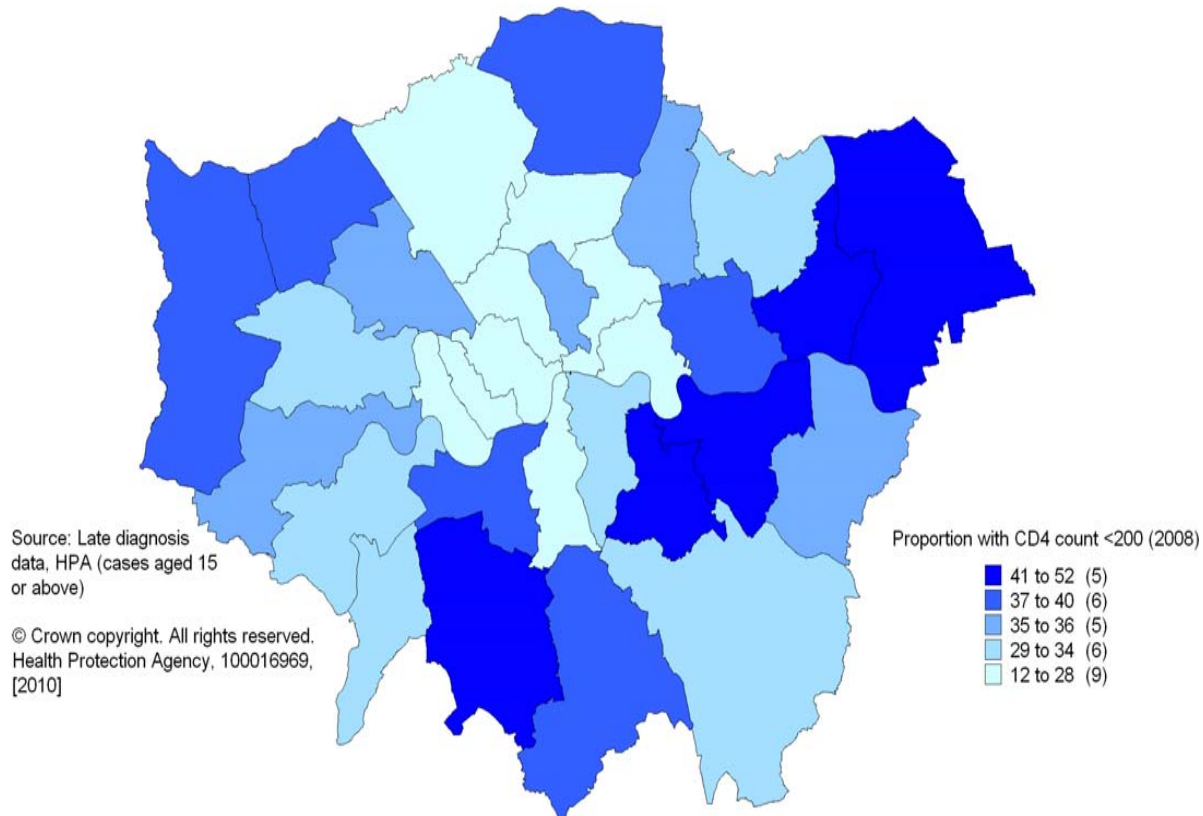 Source: Late diagnosis
data, HPA (cases aged 15
or above)
© Crown copyright. All rights reserved.
Health Protection Agency, 100016969,
[2010]
Proportion with CD4 count <200 (2008)
41 to 52 (5)
37 to 40 (6)
35 to 36 (5)
29 to 34 (6)
12 to 28 (9)